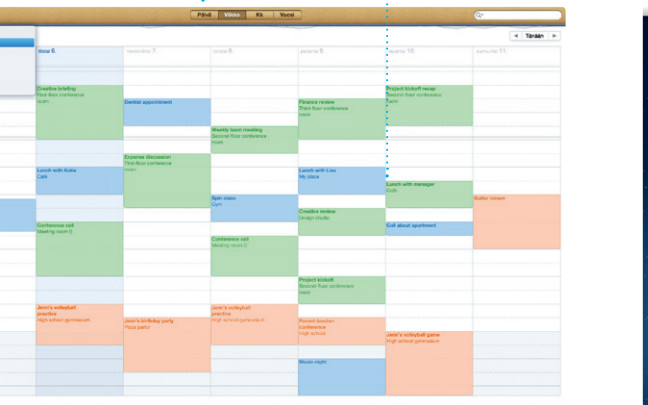 Päivä Viikko Kk Vuosi
Tänään
Creative briefing
First-floor conference
room
Lunch with Katie
Cafe
Conference call
Meeting room D
Jenn's volleyball
practice
High school gymnasium
Dentist appointment
Expense discussion
First-floor conference
room
Jenn's birthday party
Pizza parlor
Weekly team meeting
Second-floor conference
room
Spin class
Gym
Conference call
Meeting room D
Jenn's volleyball
practice
High school gymnasium
Finance review
Third-floor conference
room
Lunch with Lisa
My place
Creative review
Design studio
Project kickoff
Second-floor conference
room
Parent-teacher
conference
High school
Movie night
Project kickoff recap
Second-floor conference
room
Lunch with manager
Cafe
Call about apartment
Jenn's volleyball game
High school gymnasium
Guitar lesson